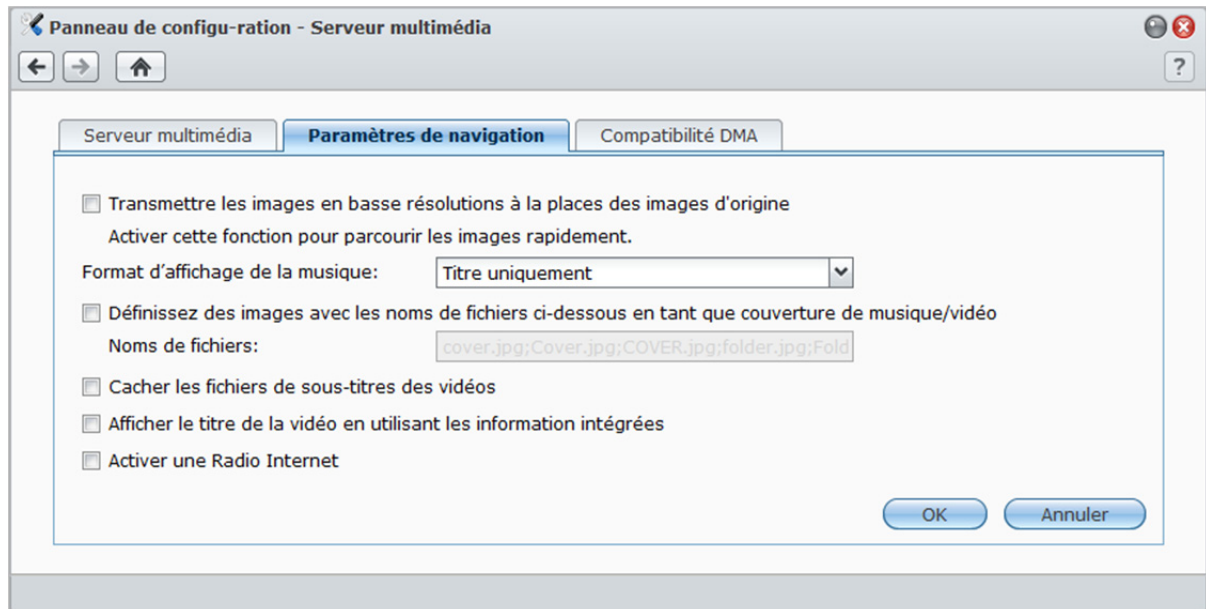 Panneau de configu-ration - Serveur multimédia
?
Serveur multimédia
Paramètres de navigation
Compatibilité DMA
Transmettre les images en basse résolutions à la places des images d'origine
Activer cette fonction pour parcourir les images rapidement.
Format d´affichage de la musique: Titre uniquement
Définissez des images avec les noms de fichiers ci-dessous en tant que couverture de musique/vidéo
Noms de fichiers: cover.jpg;Cover.jpg;COVER.jpg;folder.jpg;Fold
Cacher les fichiers de sous-titres des vidéos
Afficher le titre de la vidéo en utilisant les information intégrées
Activer une Radio Internet
OK
Annuler